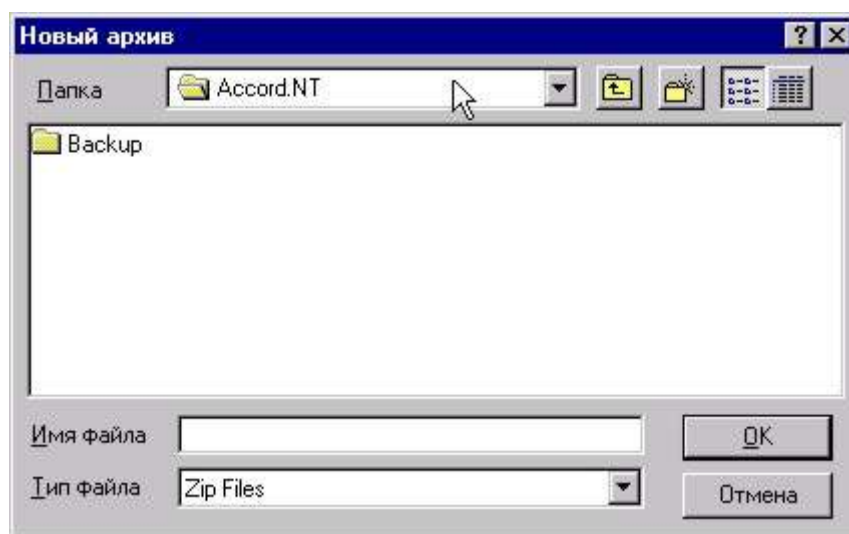 Новый архив
Папка Accord.NT
Backup
Имя файла OK
Тип файла Zip Files Отмена